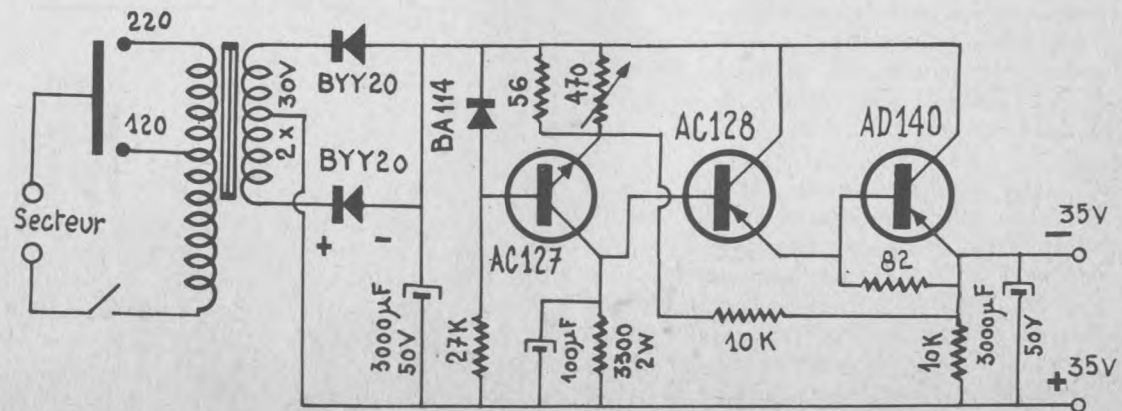 220
120
Secteur
2 x 30V
BYY20
BYY20
+ -
3000µF
50V
BA114
27K
56
470
AC127
100µF
3300
2W
AC128
10K
AD140
82
10K
3000µF
50V
- 35V
+ 35V